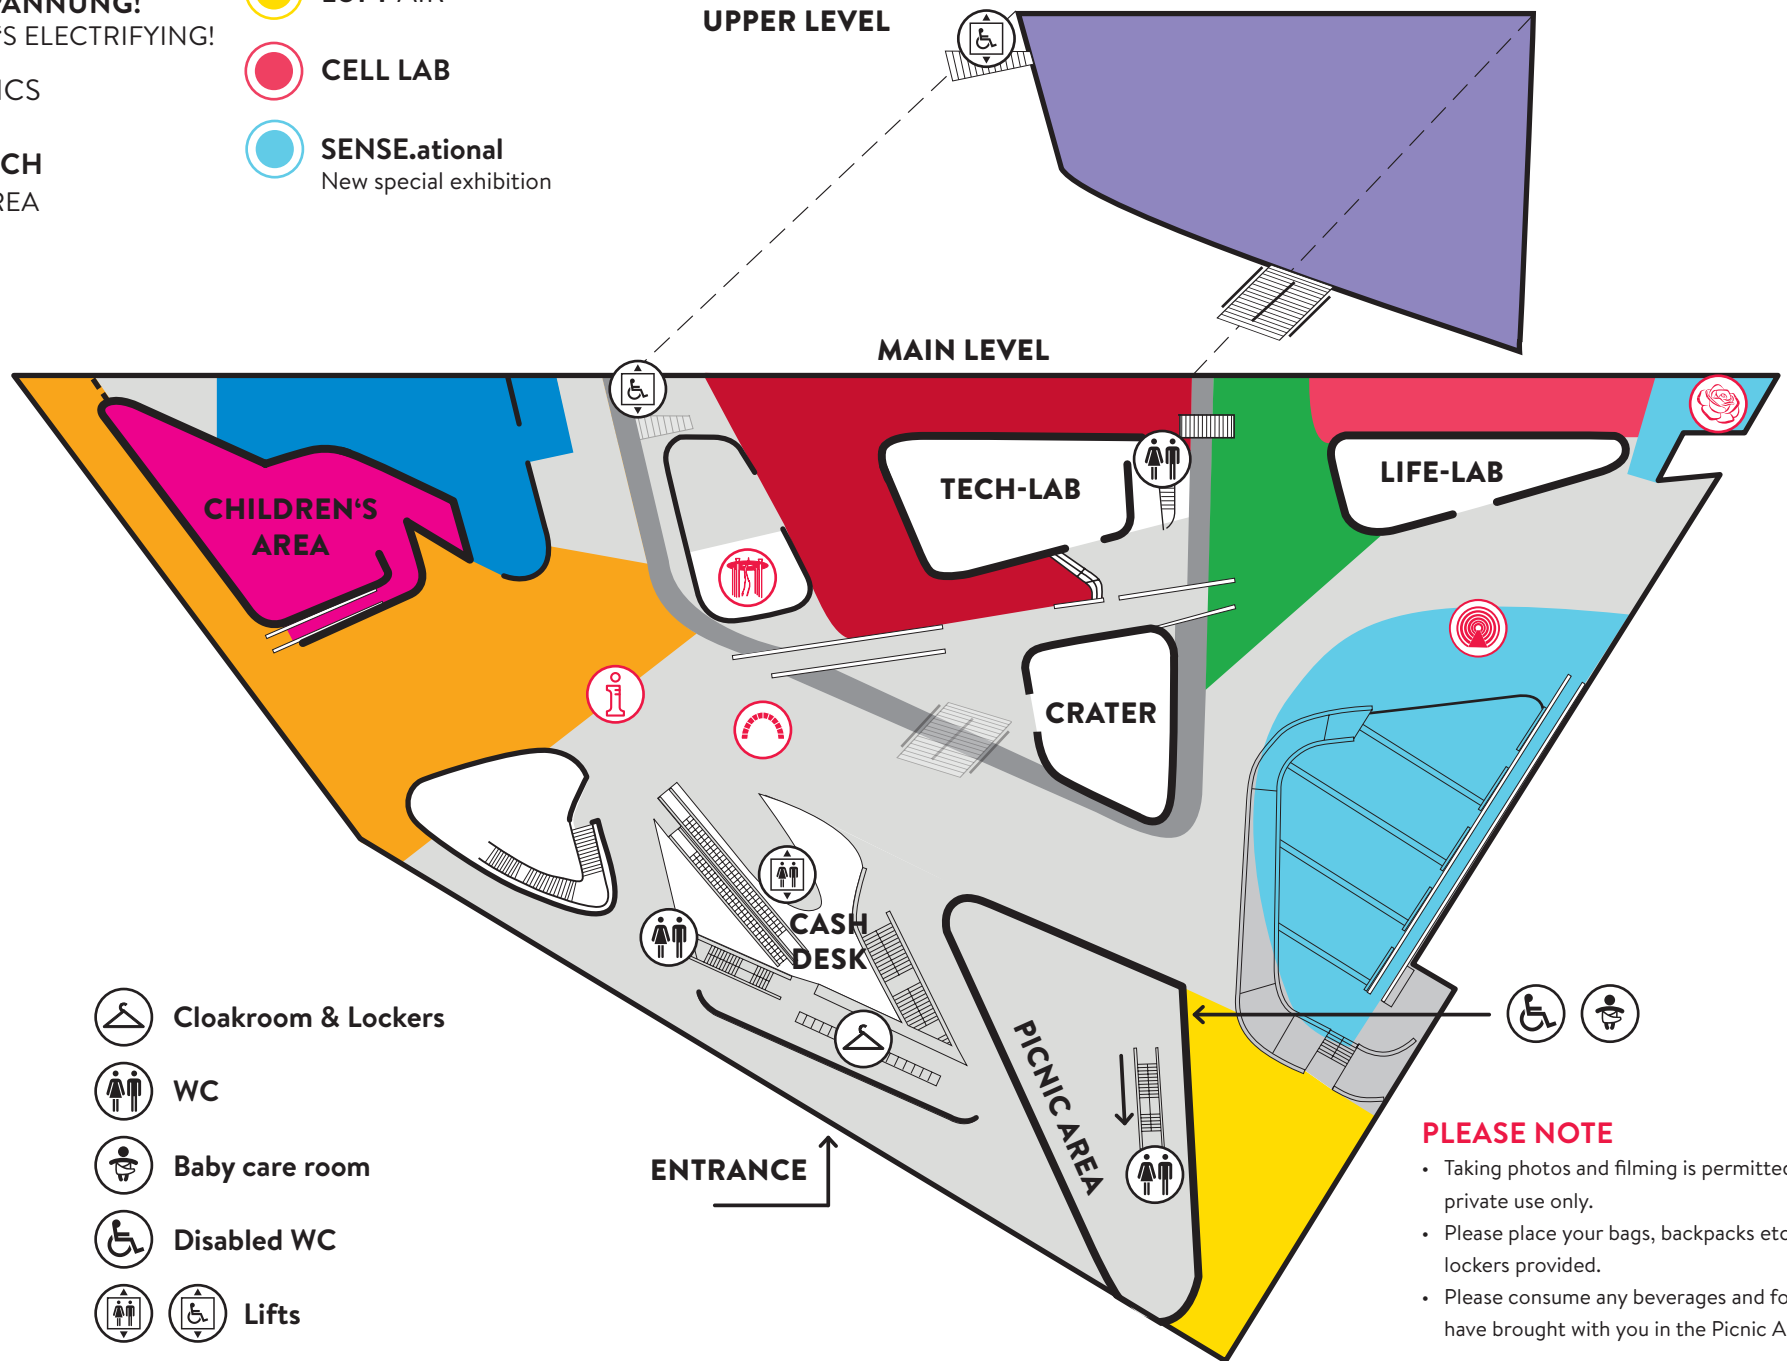 PANNUNG!
'S ELECTRIFYING!
ICS
CH
REA
LUFT AIR
CELL LAB
SENSE.ational
New special exhibition
UPPER LEVEL
MAIN LEVEL
CHILDREN'S
AREA
TECH-LAB
LIFE-LAB
CRATER
CASH
DESK
PICNIC AREA
ENTRANCE
Cloakroom & Lockers
WC
Baby care room
Disabled WC
Lifts
PLEASE NOTE
• Taking photos and filming is permitted
private use only.
• Please place your bags, backpacks etc
lockers provided.
• Please consume any beverages and fo
have brought with you in the Picnic A